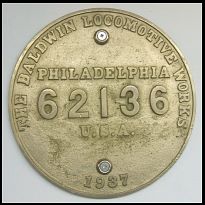 THE BALDWIN LOCOMOTIVE WORKS.
PHILADELPHIA
62136
U.S.A.
1937